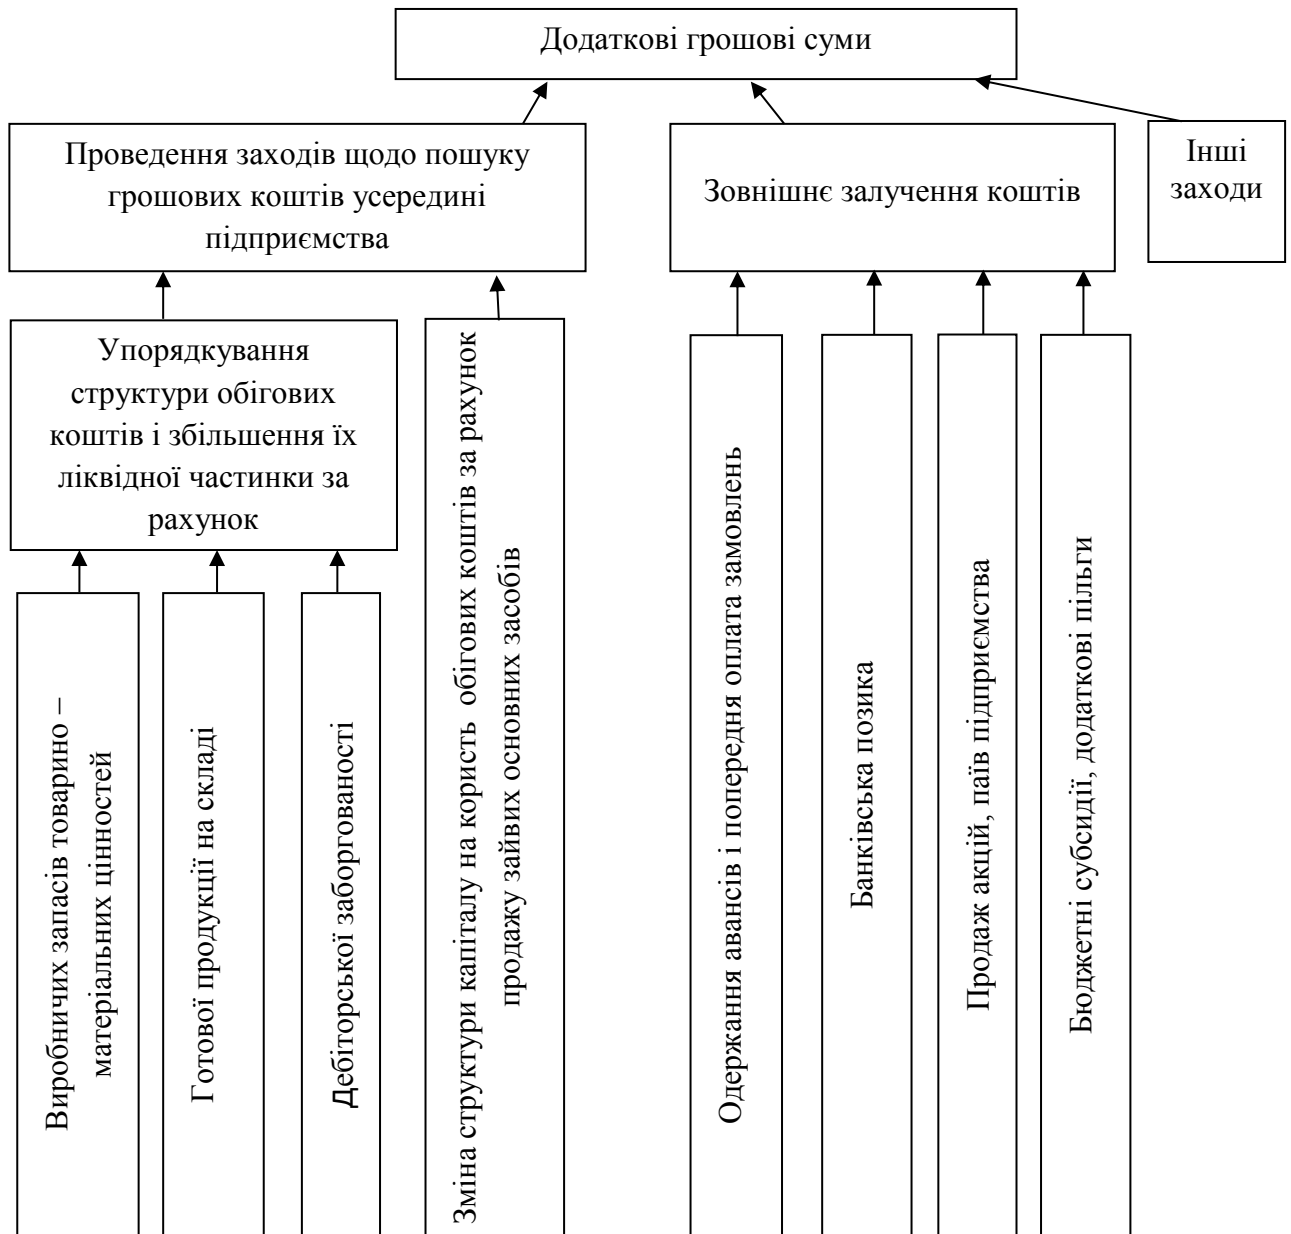 Додаткові грошові суми
Проведення заходів щодо пошуку
грошових коштів усередині
підприємства
Зовнішнє залучення коштів
Інші
заходи
Упорядкування
структури обігових
коштів і збільшення їх
ліквідної частинки за
рахунок
Виробничих запасів товарино –
матеріальних цінностей
Готової продукції на складі
Дебіторської заборгованості
Зміна структури капіталу на користь обігових коштів за рахунок
продажу зайвих основних засобів
Одержання авансів і попередня оплата замовлень
Банківська позика
Продаж акцій, паїв підприємства
Бюджетні субсидії, додаткові пільги